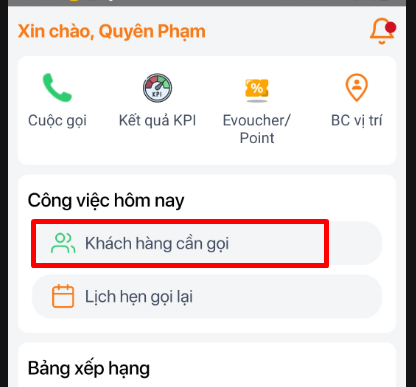 Xin chào, Quyên Phạm
Cuộc gọi
KPI
Kết quả KPI
%
Evoucher/
Point
BC vị trí
Công việc hôm nay
Khách hàng cần gọi
Lịch hẹn gọi lại
Bảng xếp hạng